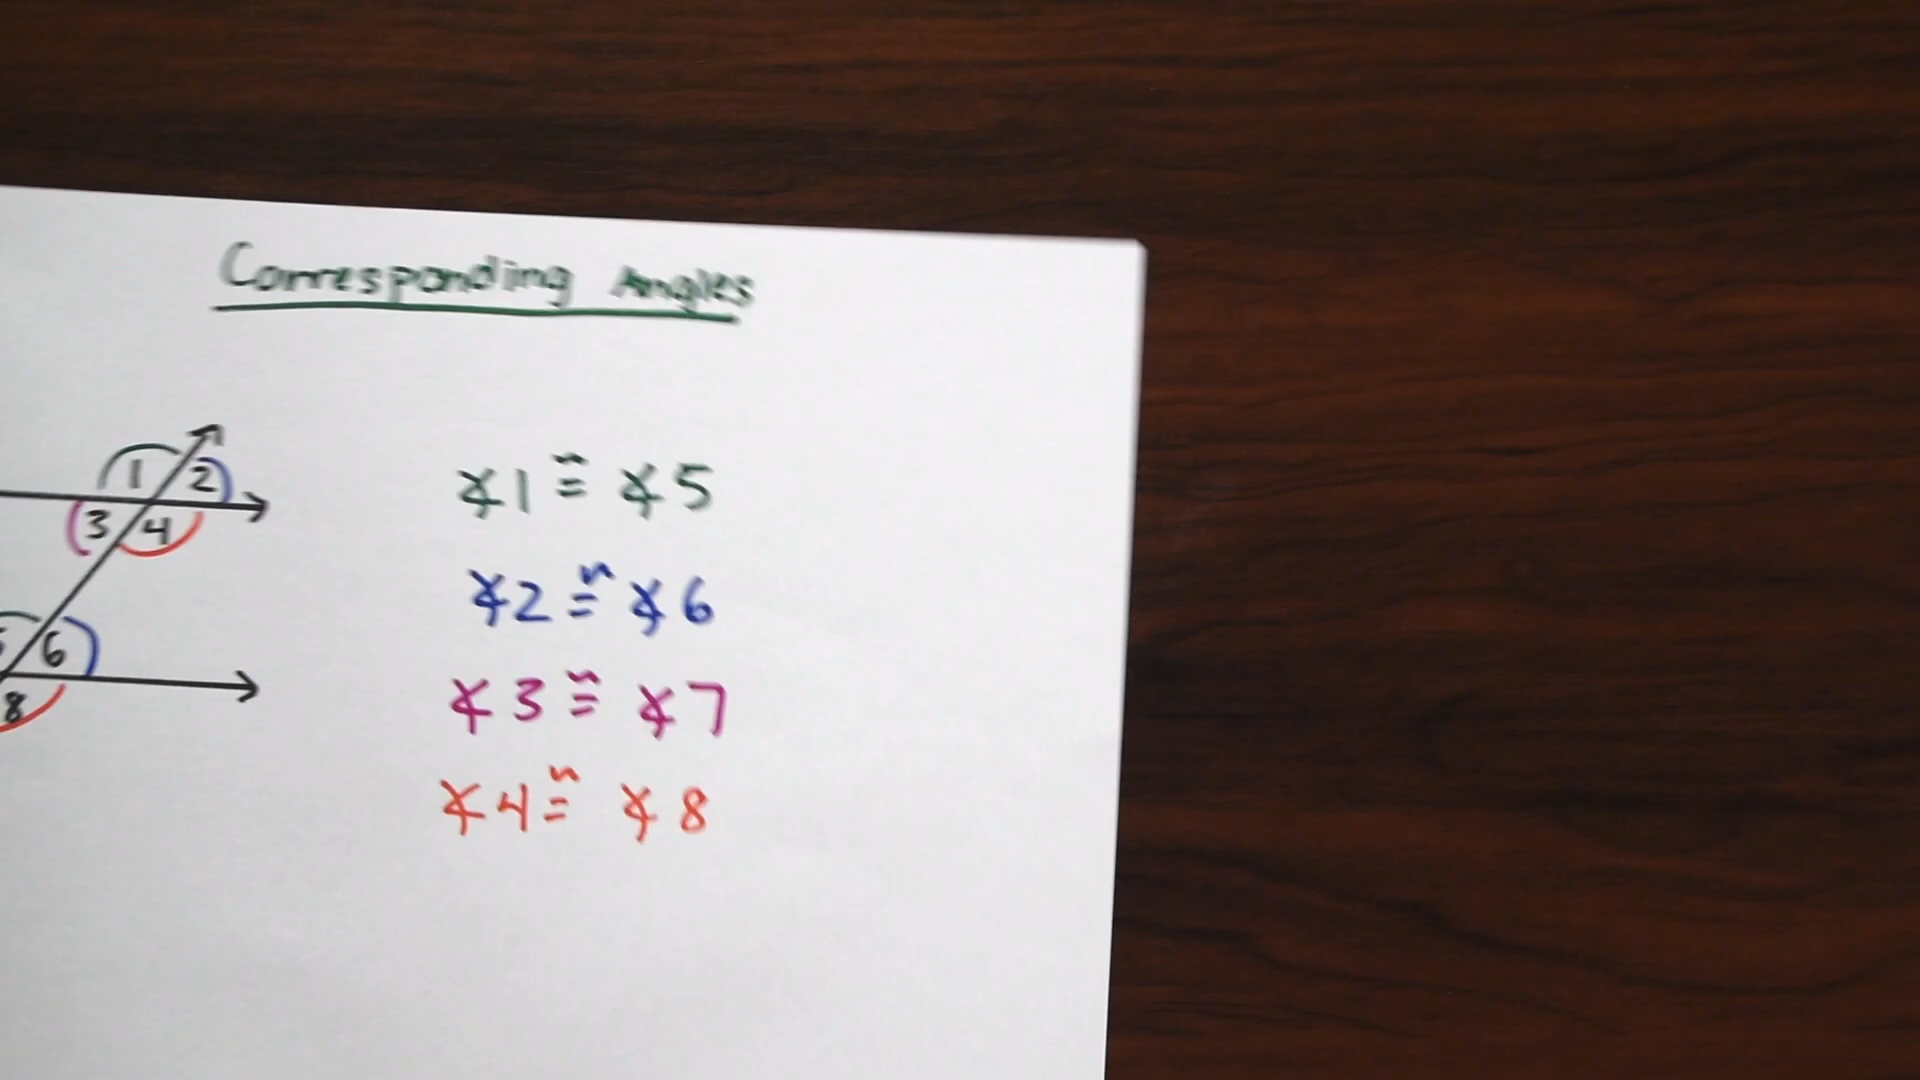 Corresponding Angles
1 2
3 4
6
8
∡1 ≅ ∡5
∡2 ≅ ∡6
∡3 ≅ ∡7
∡4 ≅ ∡8